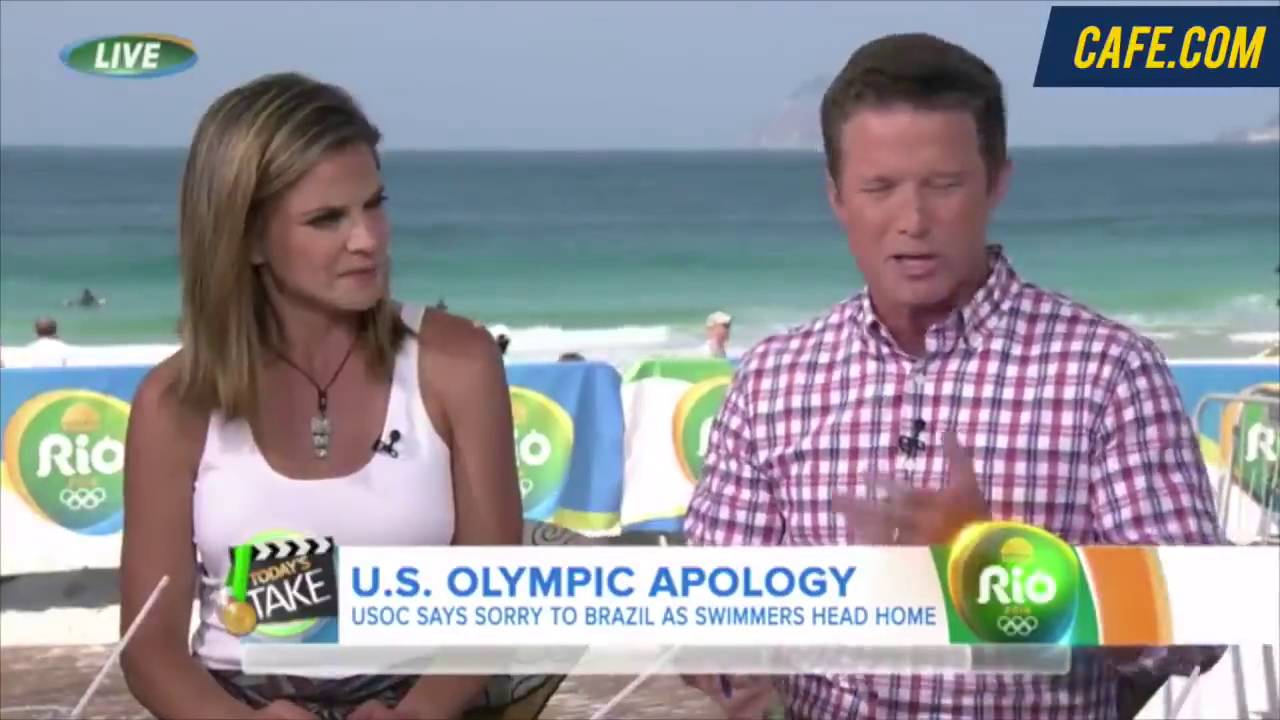 LIVE
CAFE.COM
Rio
Rio
Rio
TODAY'S
TAKE
U.S. OLYMPIC APOLOGY
USOC SAYS SORRY TO BRAZIL AS SWIMMERS HEAD HOME
Rio
2016